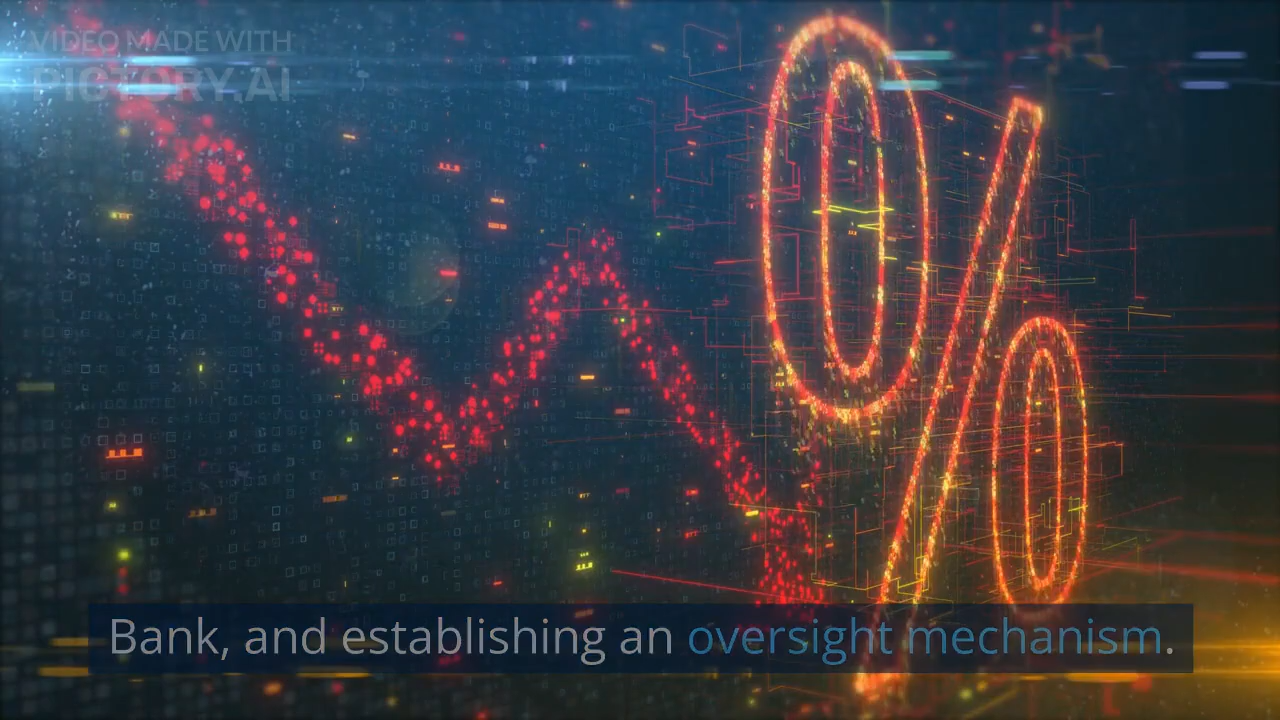 VIDEO MADE WITH
PICTORY.AI
Bank, and establishing an oversight mechanism.